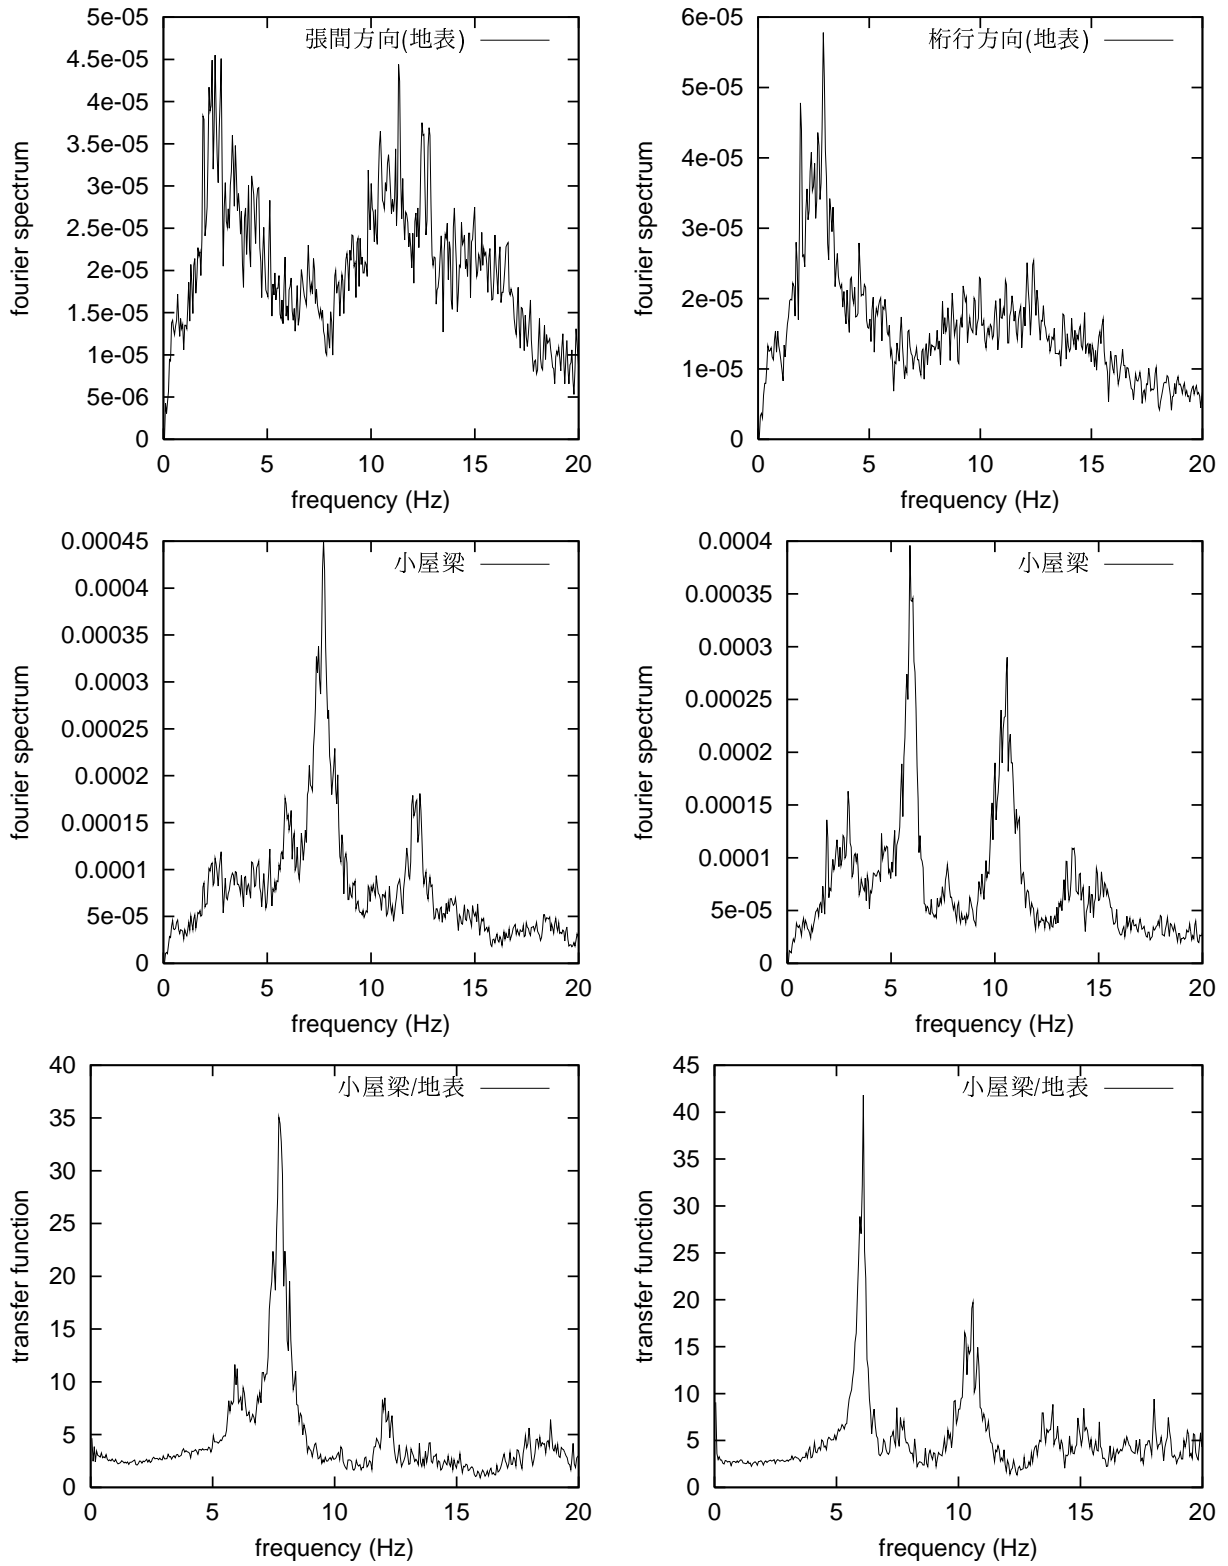 5e-05
4.5e-05
4e-05
3.5e-05
3e-05
2.5e-05
2e-05
1.5e-05
1e-05
5e-06
0
0 5 10 15 20
fourier spectrum
frequency (Hz)
張間方向(地表)
6e-05
5e-05
4e-05
3e-05
2e-05
1e-05
0
0 5 10 15 20
fourier spectrum
frequency (Hz)
桁行方向(地表)
0.00045
0.0004
0.00035
0.0003
0.00025
0.0002
0.00015
0.0001
5e-05
0
0 5 10 15 20
fourier spectrum
frequency (Hz)
小屋梁
0.0004
0.00035
0.0003
0.00025
0.0002
0.00015
0.0001
5e-05
0
0 5 10 15 20
fourier spectrum
frequency (Hz)
小屋梁
40
35
30
25
20
15
10
5
0
0 5 10 15 20
transfer function
frequency (Hz)
小屋梁/地表
45
40
35
30
25
20
15
10
5
0
0 5 10 15 20
transfer function
frequency (Hz)
小屋梁/地表